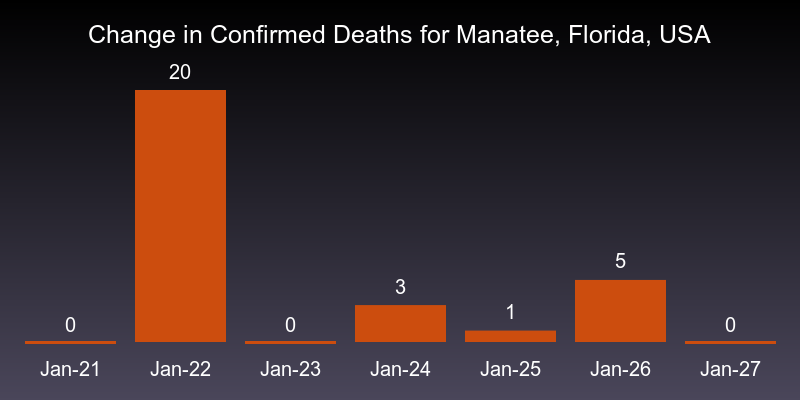 Change in Confirmed Deaths for Manatee, Florida, USA
20
0
0
3
1
5
0
Jan-21
Jan-22
Jan-23
Jan-24
Jan-25
Jan-26
Jan-27